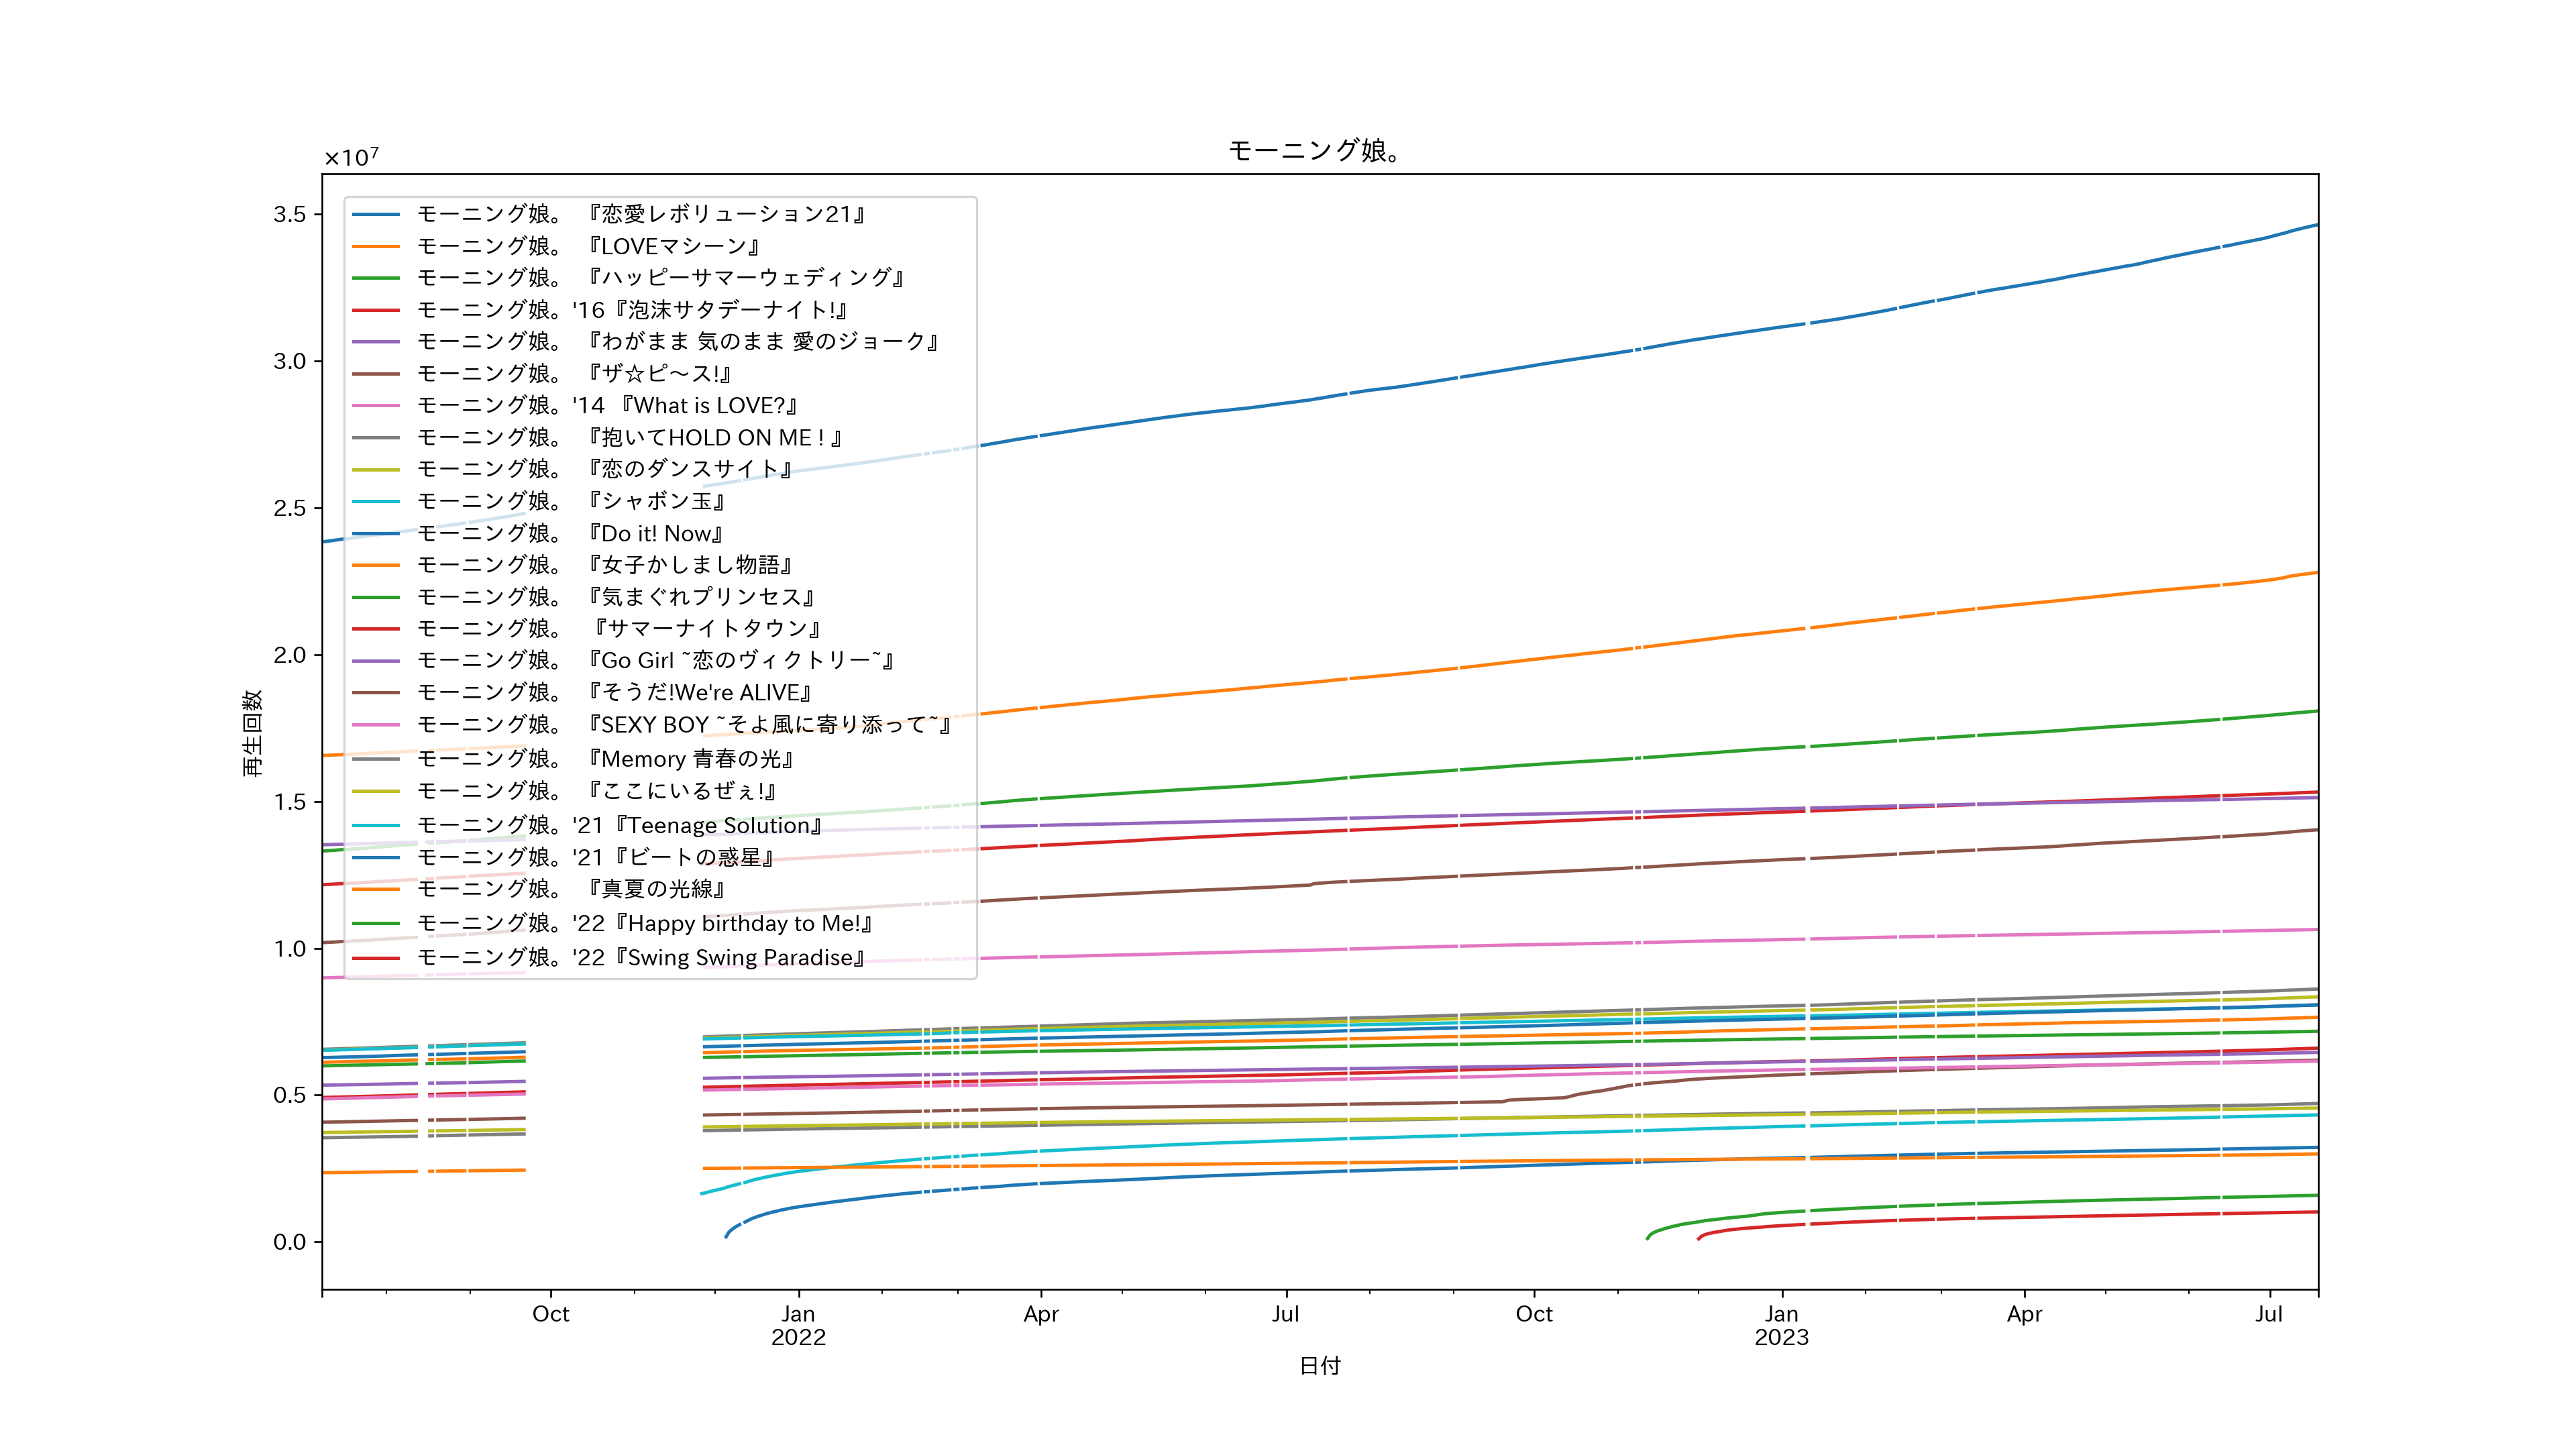 モーニング娘。
×10⁷
3.5
3.0
2.5
2.0
1.5
1.0
0.5
0.0
再生回数
モーニング娘。 『恋愛レボリューション21』
モーニング娘。 『LOVEマシーン』
モーニング娘。 『ハッピーサマーウェディング』
モーニング娘。'16『泡沫サタデーナイト!』
モーニング娘。 『わがまま 気のまま 愛のジョーク』
モーニング娘。 『ザ☆ピ〜ス!』
モーニング娘。'14 『What is LOVE?』
モーニング娘。 『抱いてHOLD ON ME ! 』
モーニング娘。 『恋のダンスサイト』
モーニング娘。 『シャボン玉』
モーニング娘。 『Do it! Now』
モーニング娘。 『女子かしまし物語』
モーニング娘。 『気まぐれプリンセス』
モーニング娘。 『サマーナイトタウン』
モーニング娘。 『Go Girl ~恋のヴィクトリー~』
モーニング娘。 『そうだ!We're ALIVE』
モーニング娘。 『SEXY BOY ~そよ風に寄り添って~』
モーニング娘。 『Memory 青春の光』
モーニング娘。 『ここにいるぜぇ!』
モーニング娘。'21『Teenage Solution』
モーニング娘。'21『ビートの惑星』
モーニング娘。 『真夏の光線』
モーニング娘。'22『Happy birthday to Me!』
モーニング娘。'22『Swing Swing Paradise』
Oct Jan Apr Jul Oct Jan Apr Jul
2022 2023
日付